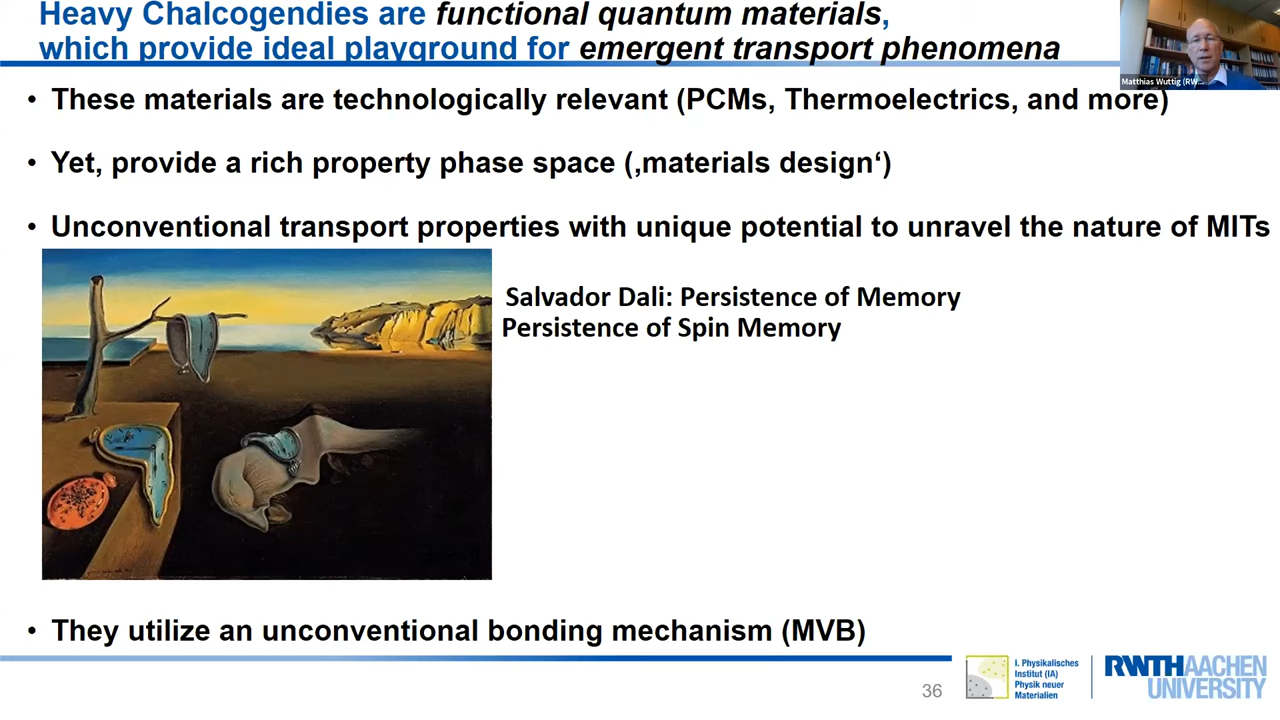 Heavy Chalcogendies are functional quantum materials,
which provide ideal playground for emergent transport phenomena
Matthias Wuttig (RW...
• These materials are technologically relevant (PCMs, Thermoelectrics, and more)
• Yet, provide a rich property phase space (‚materials design‘)
• Unconventional transport properties with unique potential to unravel the nature of MITs
Salvador Dali: Persistence of Memory
Persistence of Spin Memory
• They utilize an unconventional bonding mechanism (MVB)
36
I. Physikalisches
Institut (IA)
Physik neuer
Materialien
RWTHAACHEN
UNIVERSITY